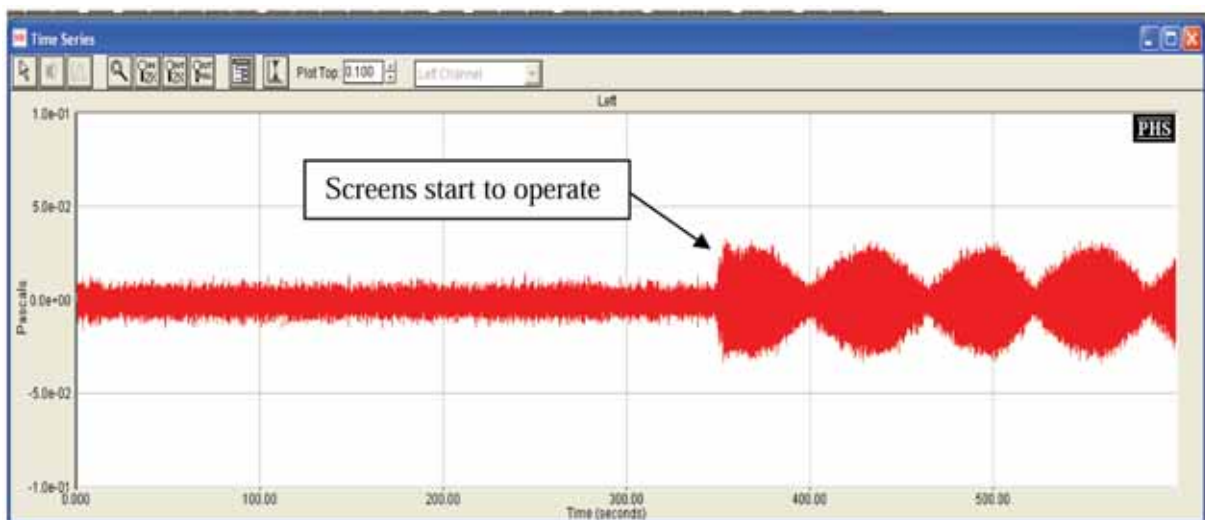 Time Series
Plot Top: 0.100 Left Channel
Left
1.0e-01
PHS
Screens start to operate
5.0e-02
0.0e+00
Pascals
-5.0e-02
-1.0e-01
0.000 100.00 200.00 300.00 400.00 500.00
Time (seconds)